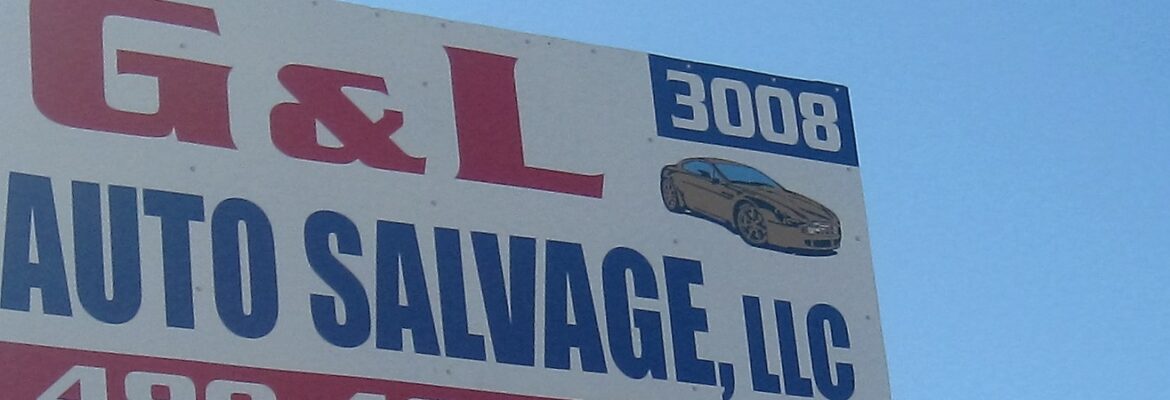 G&L
3008
AUTO SALVAGE, LLC